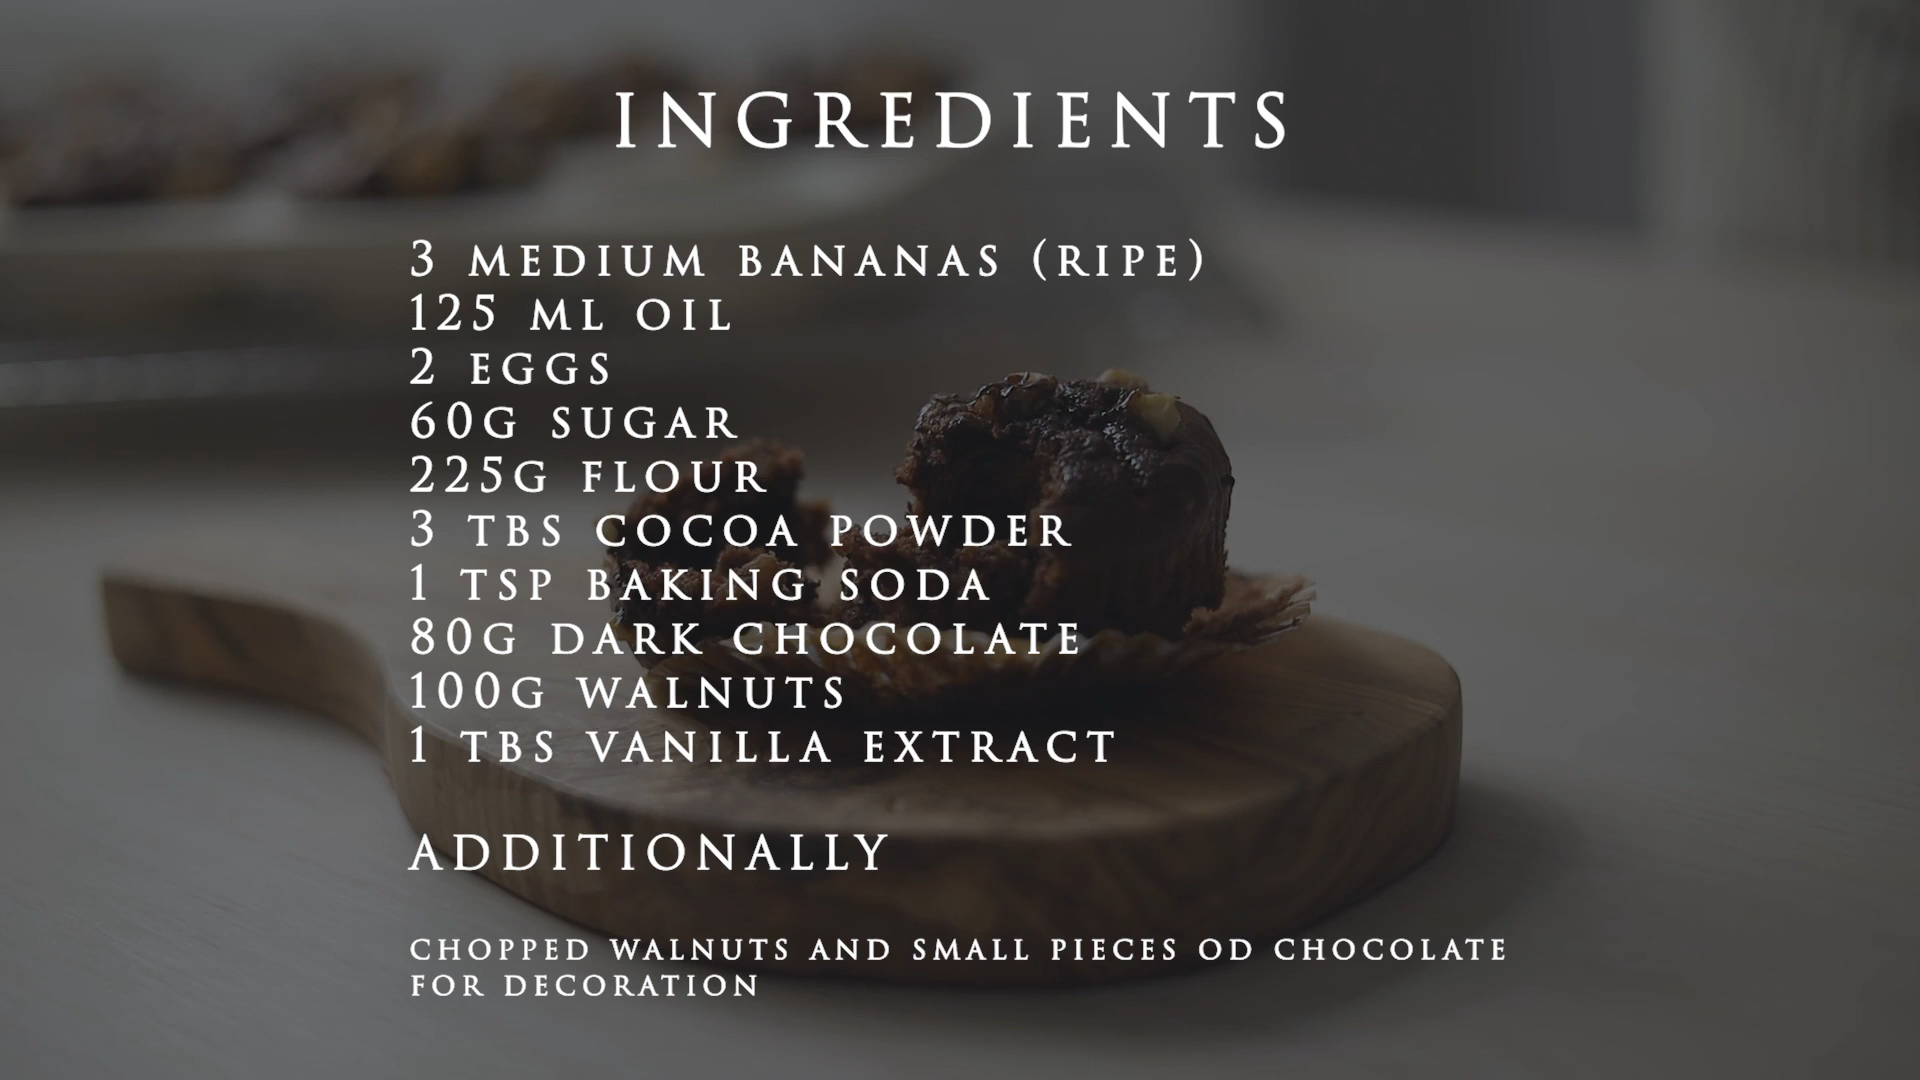 INGREDIENTS
3 MEDIUM BANANAS (RIPE)
125 ML OIL
2 EGGS
60G SUGAR
225G FLOUR
3 TBS COCOA POWDER
1 TSP BAKING SODA
80G DARK CHOCOLATE
100G WALNUTS
1 TBS VANILLA EXTRACT
ADDITIONALLY
CHOPPED WALNUTS AND SMALL PIECES OD CHOCOLATE
FOR DECORATION